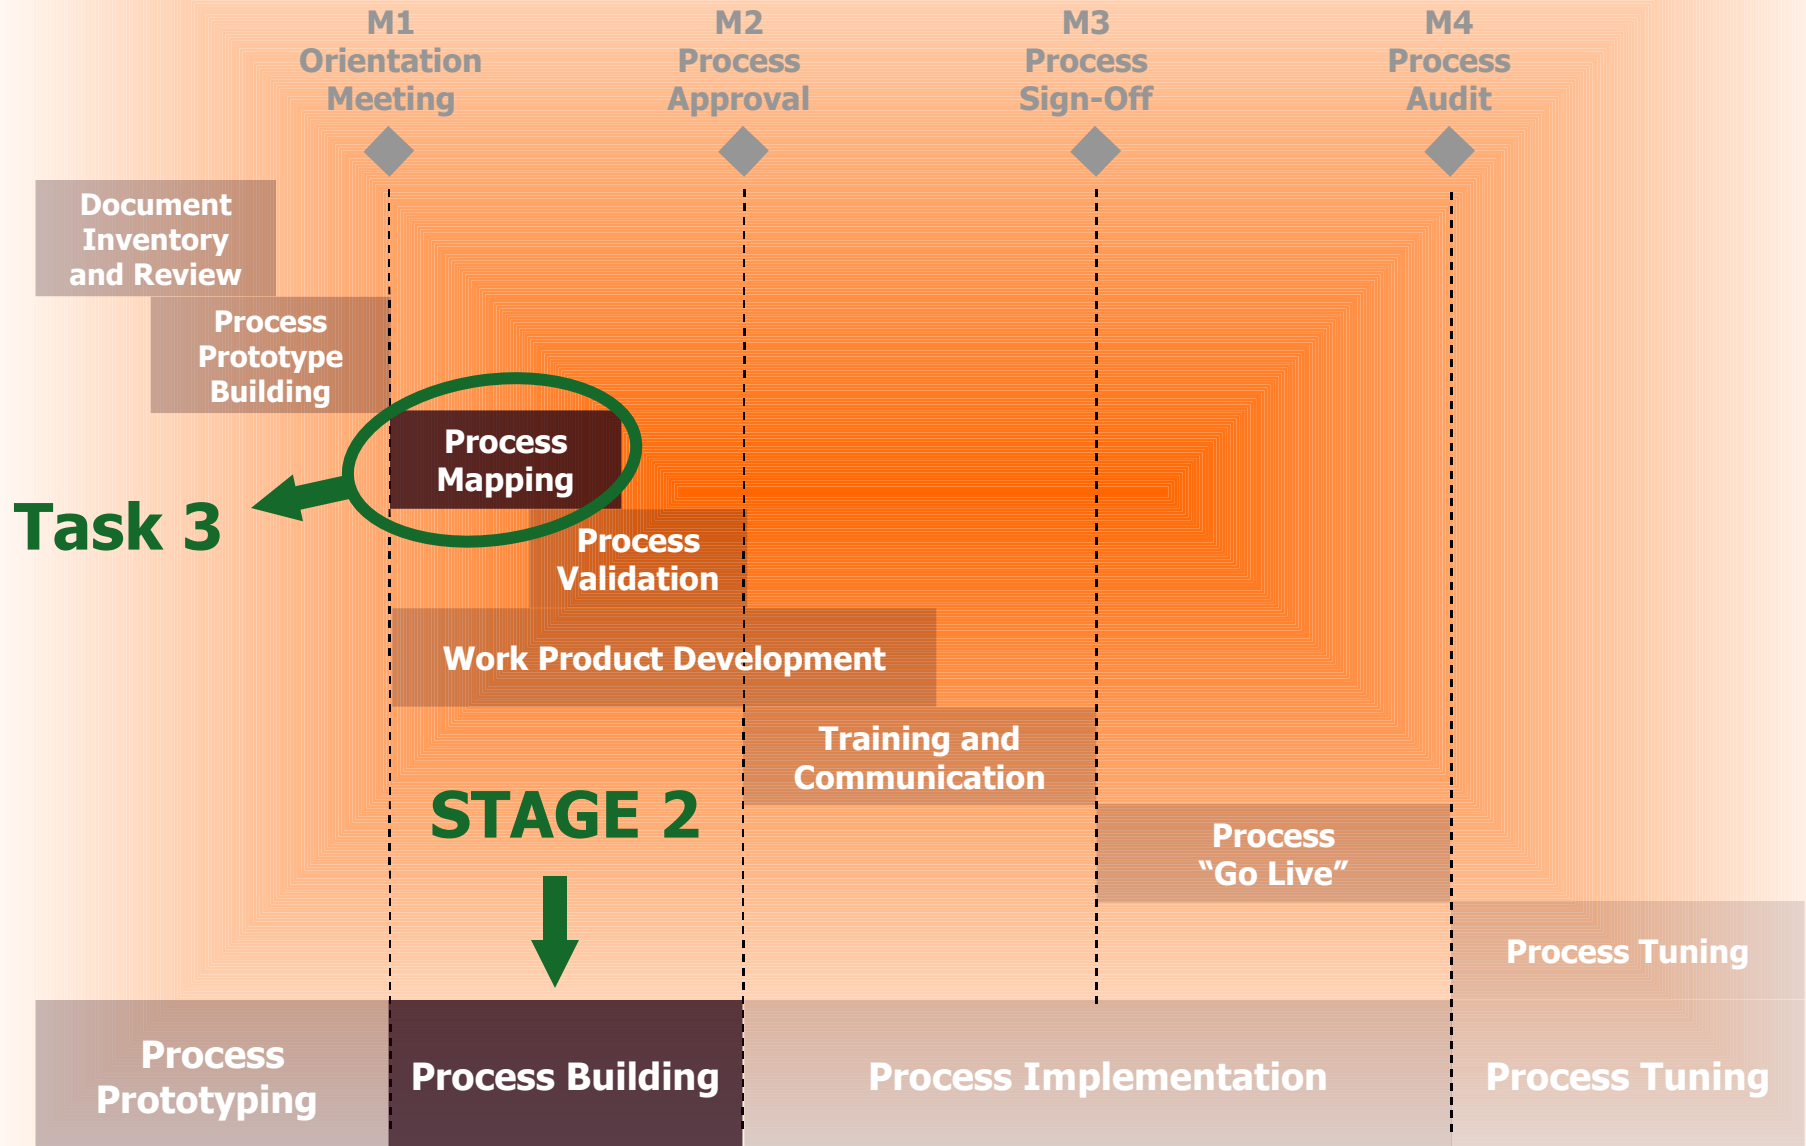 M1
Orientation
Meeting
M2
Process
Approval
M3
Process
Sign-Off
M4
Process
Audit
Document
Inventory
and Review
Process
Prototype
Building
Process
Mapping
Task 3
Process
Validation
Work Product Development
Training and
Communication
STAGE 2
Process
“Go Live”
Process Tuning
Process
Prototyping
Process Building
Process Implementation
Process Tuning